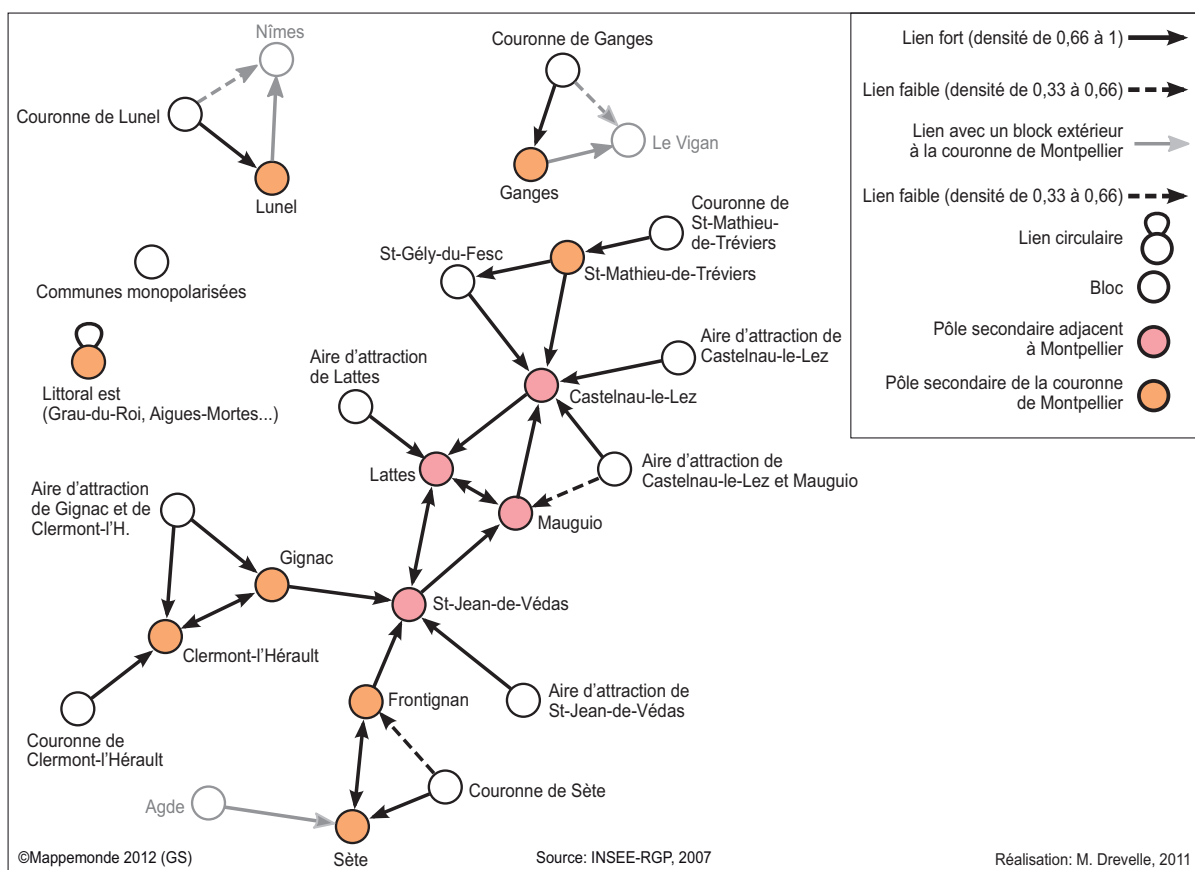 Nîmes
Couronne de Ganges
Couronne de Lunel
Le Vigan
Lunel
Ganges
Couronne de
St-Mathieu-
de-Tréviers
St-Gély-du-Fesc
St-Mathieu-de-Tréviers
Communes monopolarisées
Aire d'attraction
de Lattes
Aire d'attraction de
Castelnau-le-Lez
Littoral est
(Grau-du-Roi, Aigues-Mortes...)
Castelnau-le-Lez
Lattes
Aire d'attraction de
Castelnau-le-Lez et Mauguio
Mauguio
Aire d'attraction
de Gignac et de
Clermont-l'H.
Gignac
St-Jean-de-Védas
Clermont-l'Hérault
Frontignan
Aire d'attraction de
St-Jean-de-Védas
Couronne de
Clermont-l'Hérault
Couronne de Sète
Agde
Sète
Lien fort (densité de 0,66 à 1)
Lien faible (densité de 0,33 à 0,66)
Lien avec un block extérieur
à la couronne de Montpellier
Lien faible (densité de 0,33 à 0,66)
Lien circulaire
Bloc
Pôle secondaire adjacent
à Montpellier
Pôle secondaire de la couronne
de Montpellier
©Mappemonde 2012 (GS)
Source: INSEE-RGP, 2007
Réalisation: M. Drevelle, 2011